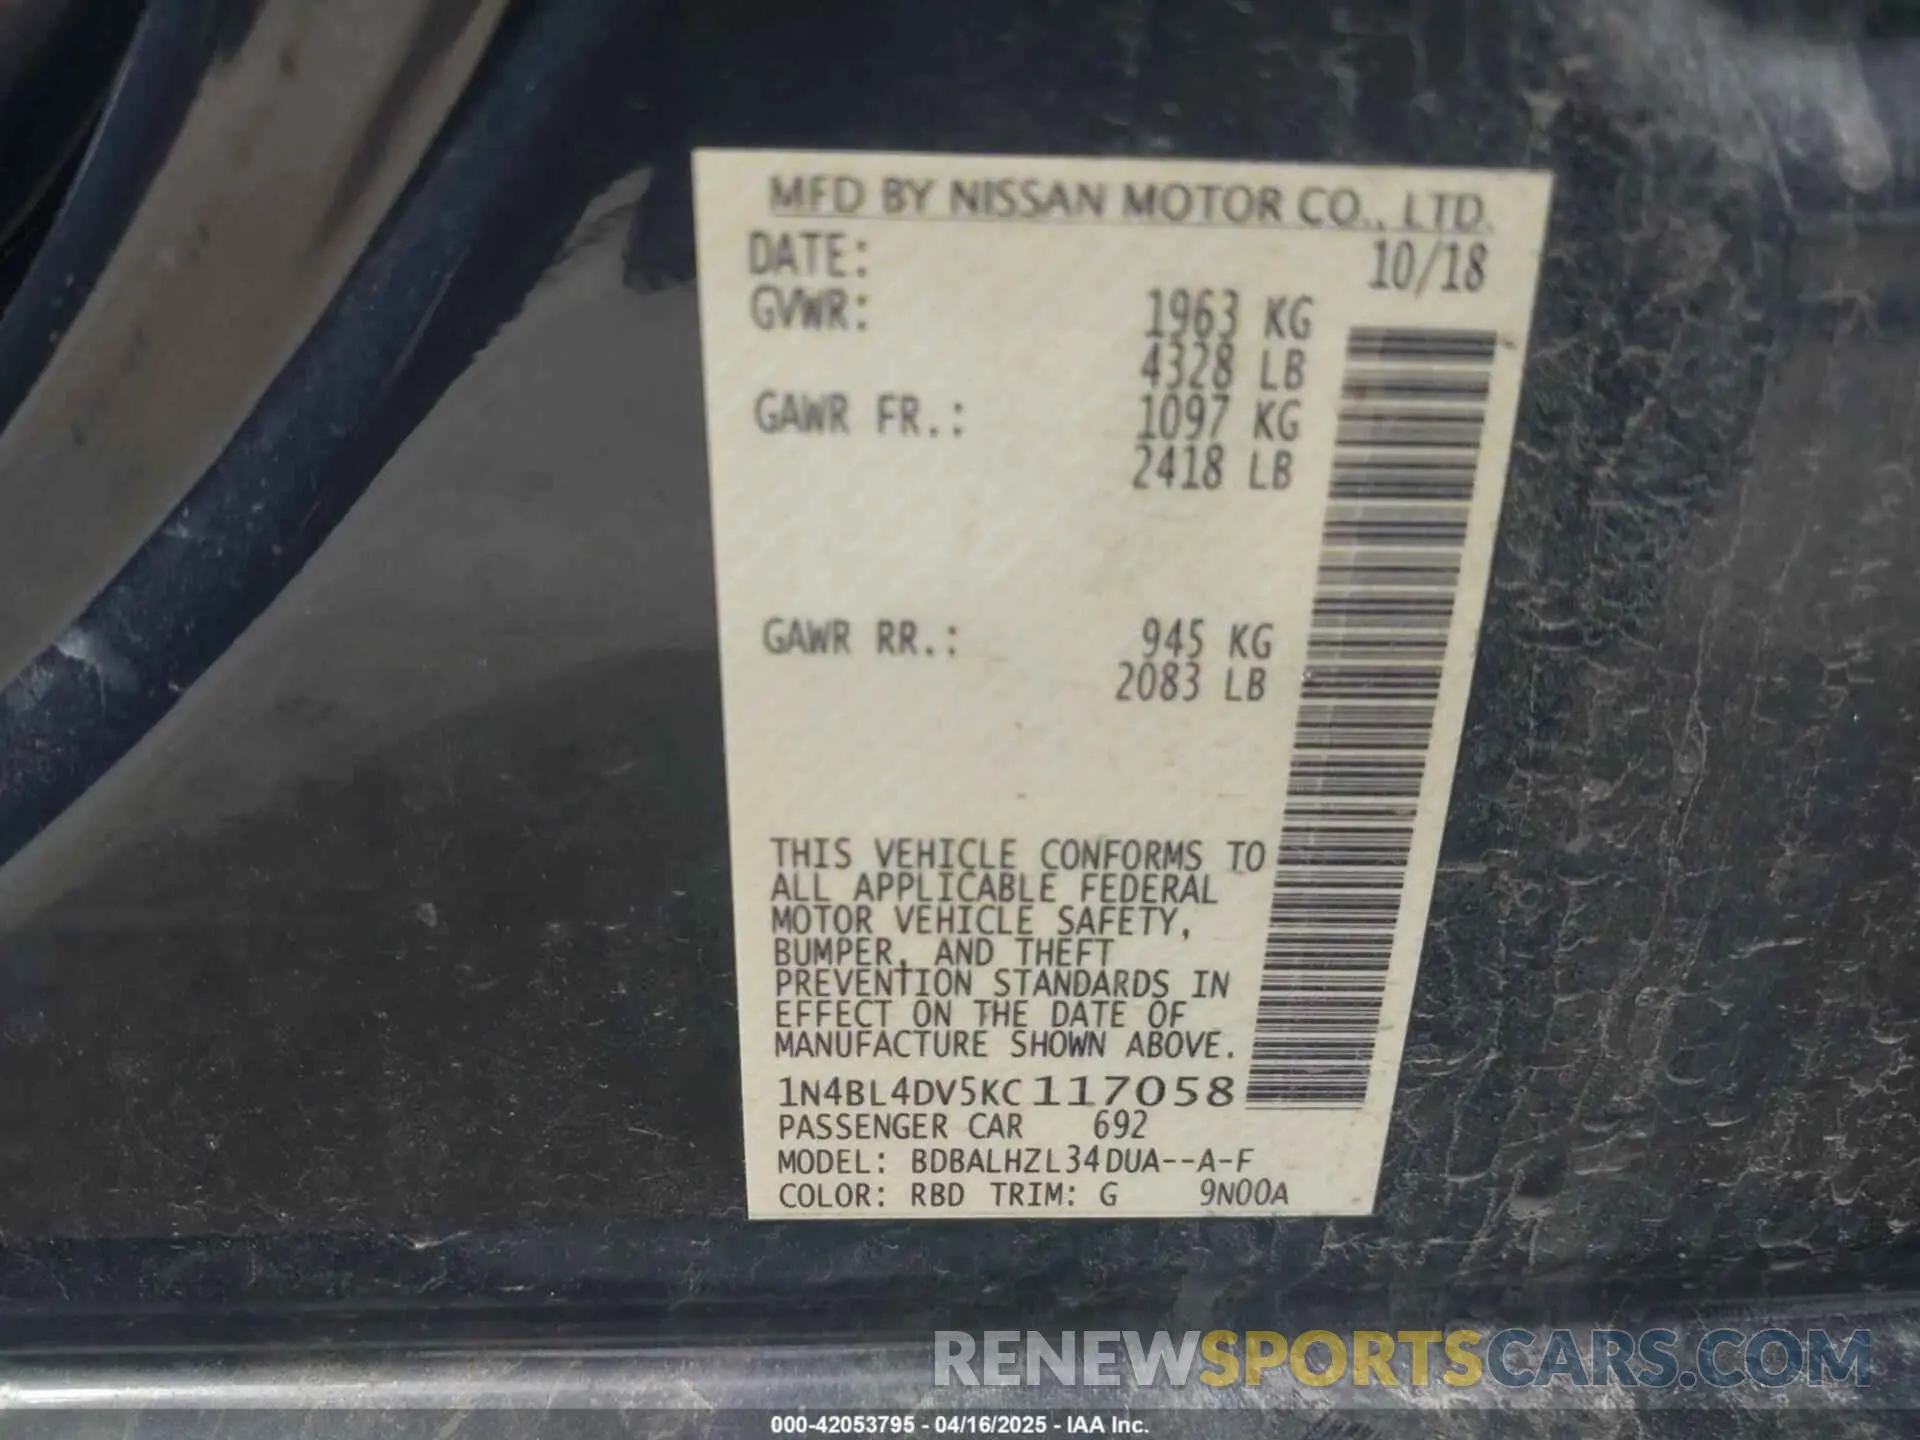 MFD BY NISSAN MOTOR CO., LTD.
DATE: 10/18
GVWR: 1963 KG
4328 LB
GAWR FR.: 1097 KG
2418 LB
GAWR RR.: 945 KG
2083 LB
THIS VEHICLE CONFORMS TO
ALL APPLICABLE FEDERAL
MOTOR VEHICLE SAFETY,
BUMPER, AND THEFT
PREVENTION STANDARDS IN
EFFECT ON THE DATE OF
MANUFACTURE SHOWN ABOVE.
1N4BL4DV5KC117058
PASSENGER CAR 692
MODEL: BDBALHZL34DUA--A-F
COLOR: RBD TRIM: G 9N00A
RENEWSPORTSCARS.COM
000-42053795 - 04/16/2025 - IAA Inc.